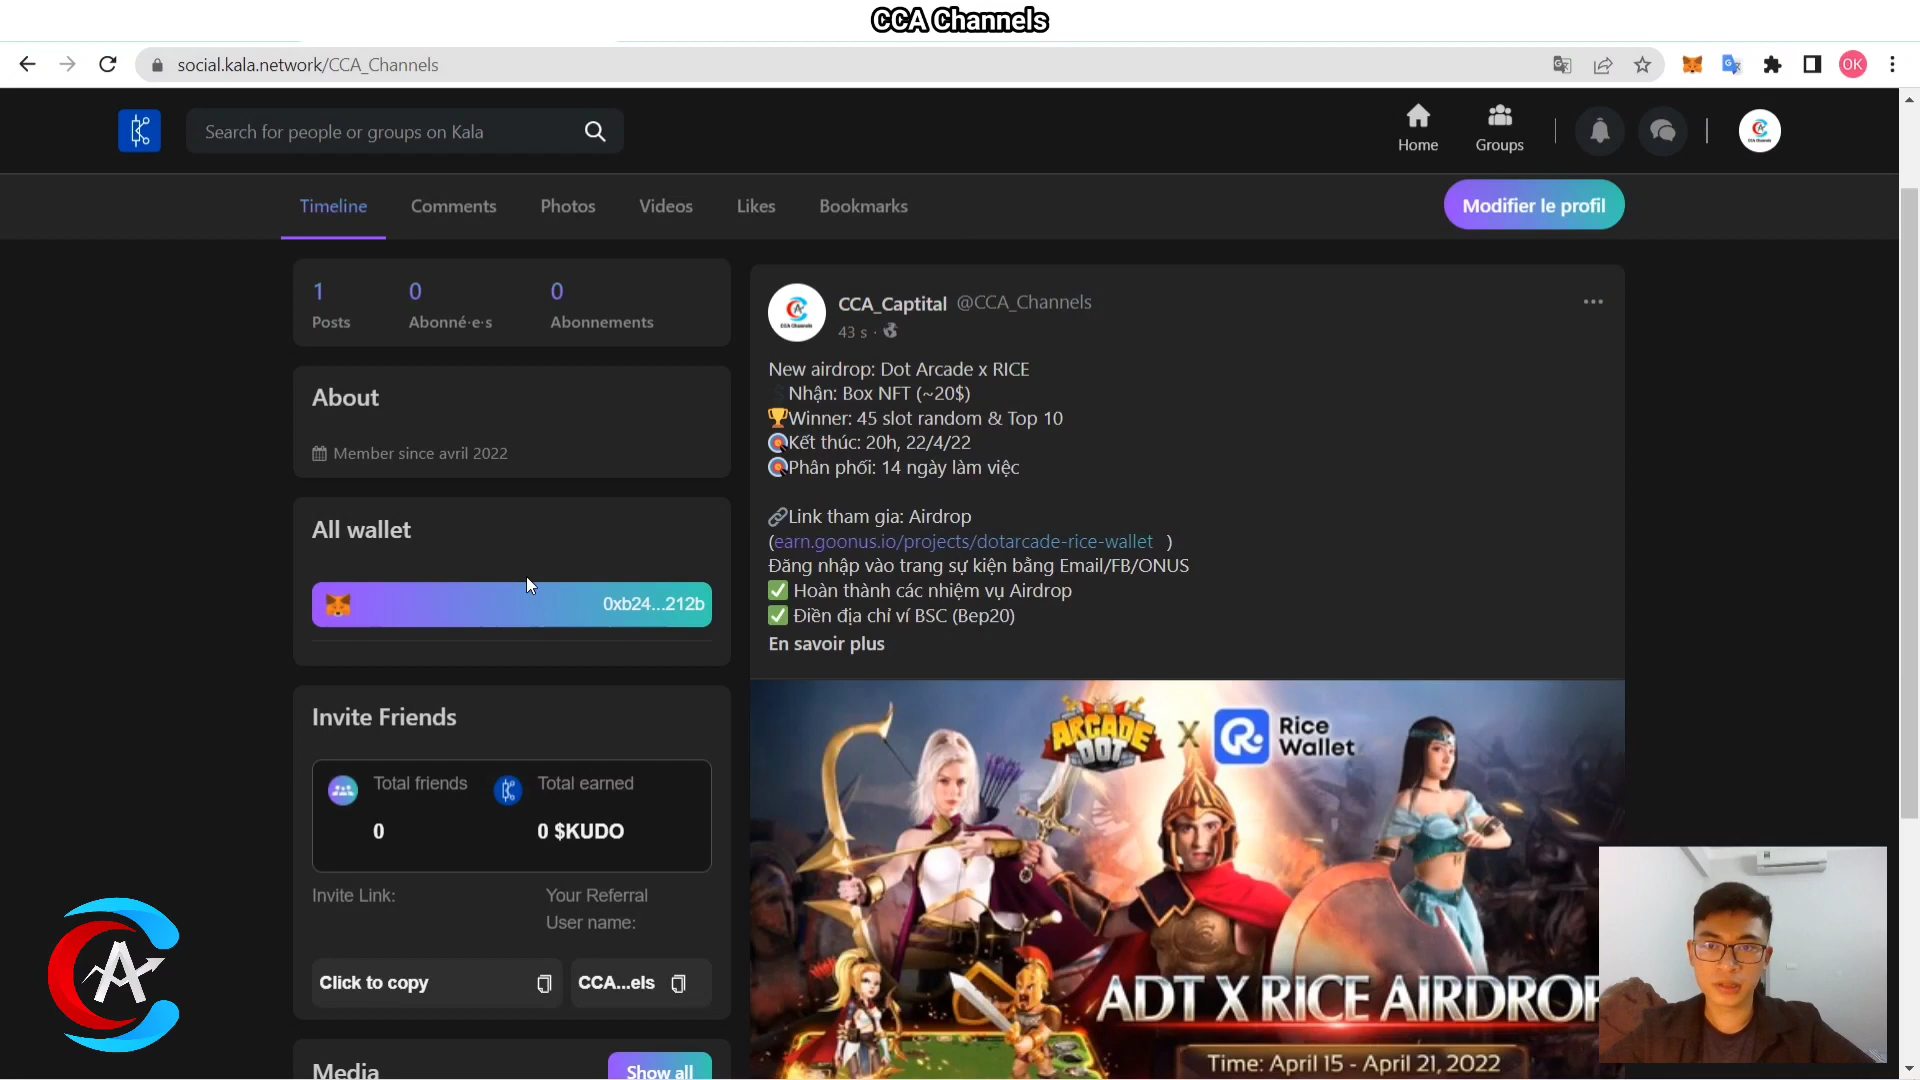 CCA Channels
social.kala.network/CCA_Channels
OK
Search for people or groups on Kala
Home
Groups
Timeline
Comments
Photos
Videos
Likes
Bookmarks
Modifier le profil
1
0
0
Posts
Abonné·e·s
Abonnements
About
Member since avril 2022
All wallet
0xb24...212b
Invite Friends
Total friends
0
Total earned
0 $KUDO
Invite Link:
Your Referral
User name:
Click to copy
CCA...els
Media
Show all
CCA_Captital @CCA_Channels
43 s ·
New airdrop: Dot Arcade x RICE
Nhận: Box NFT (~20$)
🏆Winner: 45 slot random & Top 10
🎯Kết thúc: 20h, 22/4/22
🎯Phân phối: 14 ngày làm việc
🔗Link tham gia: Airdrop
(earn.goonus.io/projects/dotarcade-rice-wallet )
Đăng nhập vào trang sự kiện bằng Email/FB/ONUS
✅ Hoàn thành các nhiệm vụ Airdrop
✅ Điền địa chỉ ví BSC (Bep20)
En savoir plus
ARCADE
DOT
X
Rice
Wallet
ADT X RICE AIRDROP
Time: April 15 - April 21, 2022